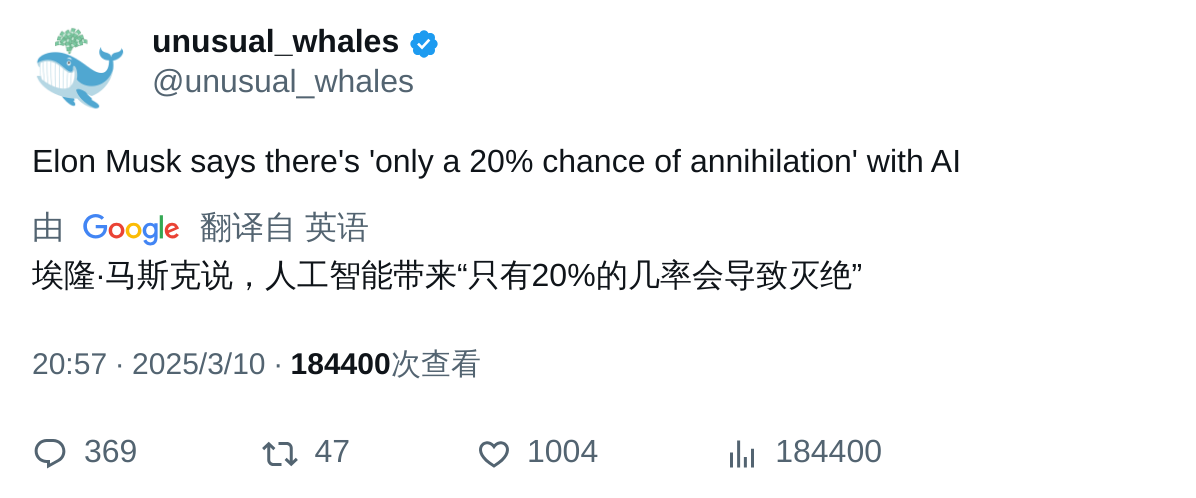 unusual_whales
@unusual_whales
Elon Musk says there's 'only a 20% chance of annihilation' with AI
由 Google 翻译自 英语
埃隆·马斯克说，人工智能带来“只有20%的几率会导致灭绝”
20:57 · 2025/3/10 · 184400次查看
369 47 1004 184400